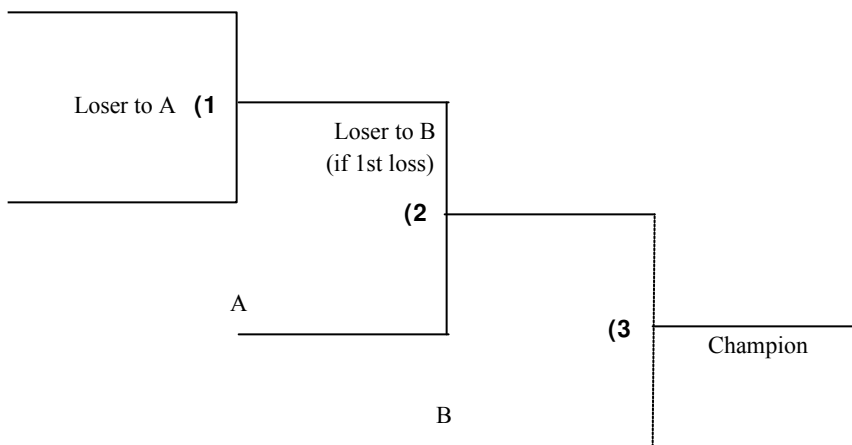 Loser to A (1
Loser to B
(if 1st loss)
(2
A
(3
Champion
B